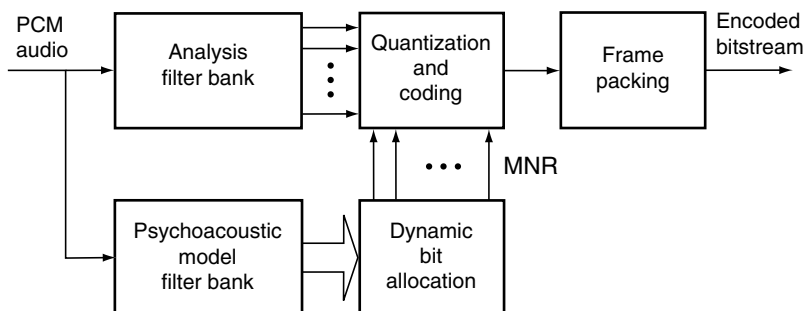 PCM
audio
Analysis
filter bank
Quantization
and
coding
Frame
packing
Encoded
bitstream
MNR
Psychoacoustic
model
filter bank
Dynamic
bit
allocation